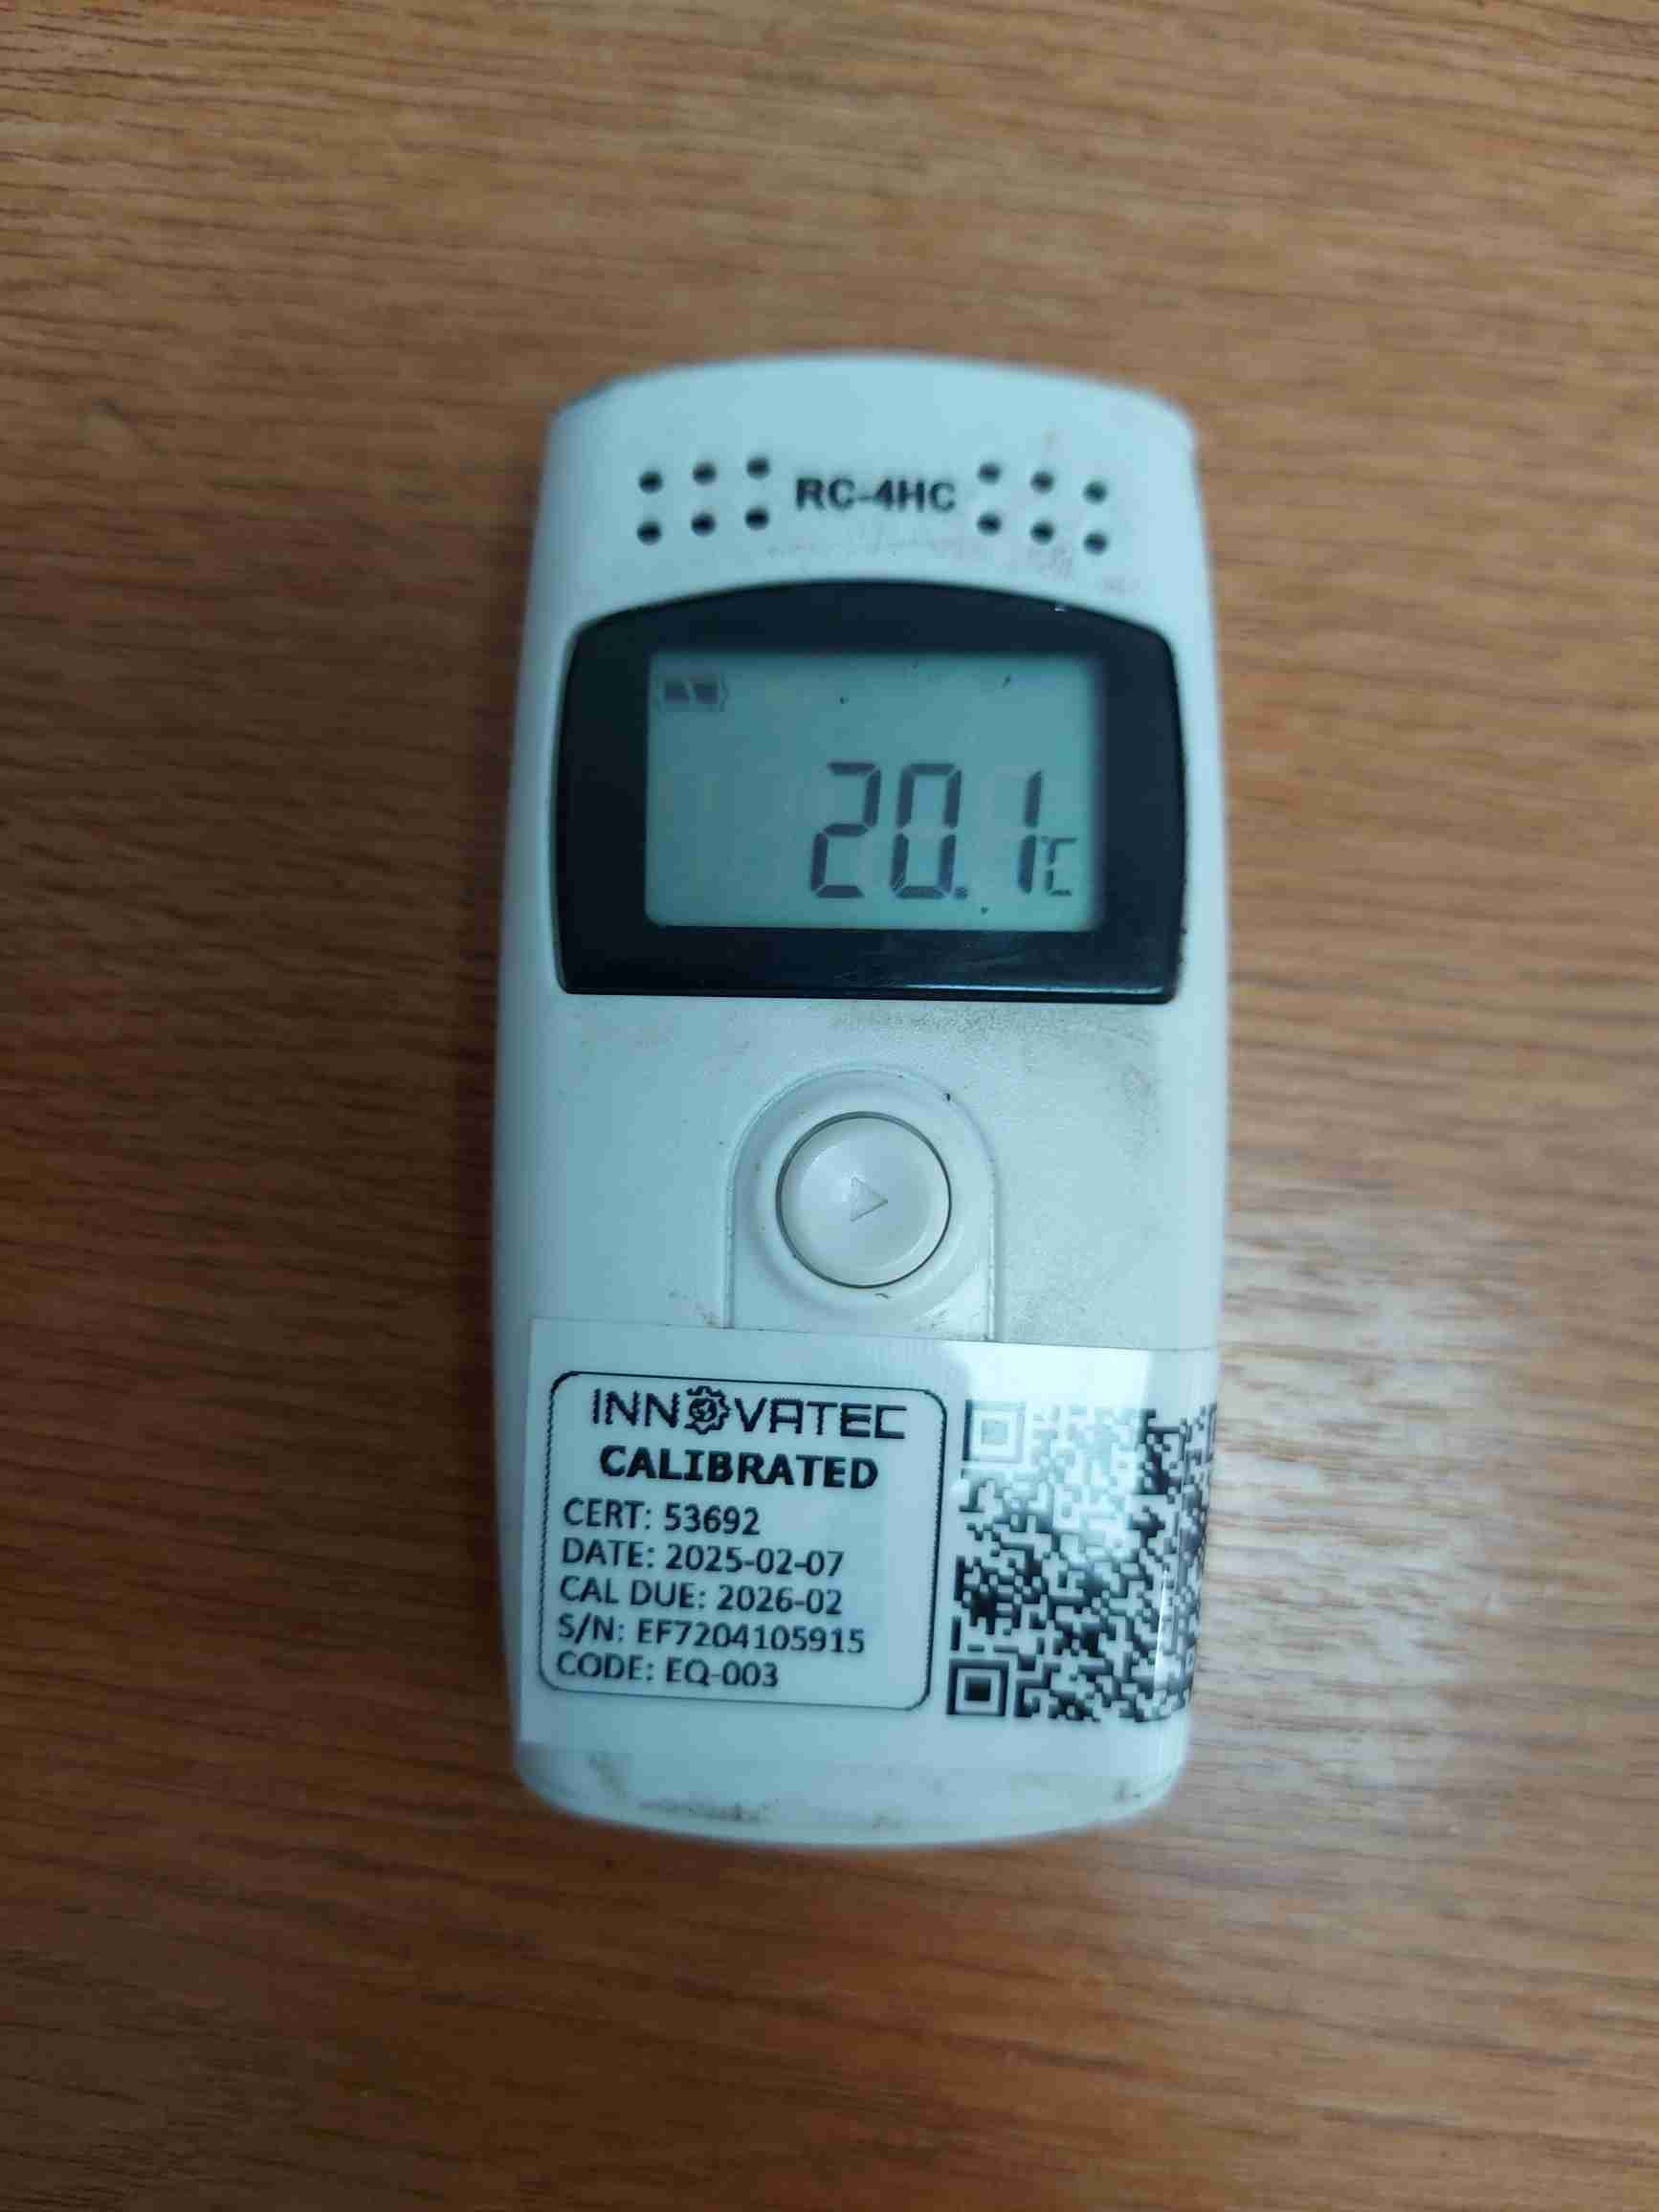 RC-4HC
20.1℃
INNOVATEC
CALIBRATED
CERT: 53692
DATE: 2025-02-07
CAL DUE: 2026-02
S/N: EF7204105915
CODE: EQ-003